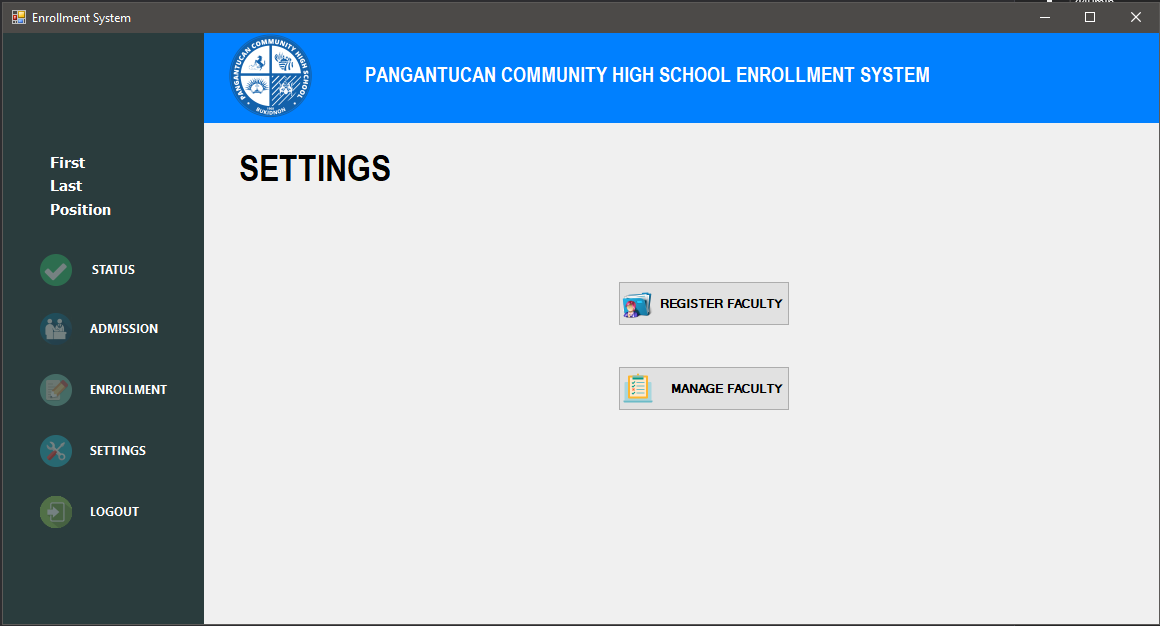 Enrollment System
PANGANTUCAN COMMUNITY HIGH SCHOOL
BUKIDNON
PANGANTUCAN COMMUNITY HIGH SCHOOL ENROLLMENT SYSTEM
First
Last
Position
STATUS
ADMISSION
ENROLLMENT
SETTINGS
LOGOUT
SETTINGS
REGISTER FACULTY
MANAGE FACULTY